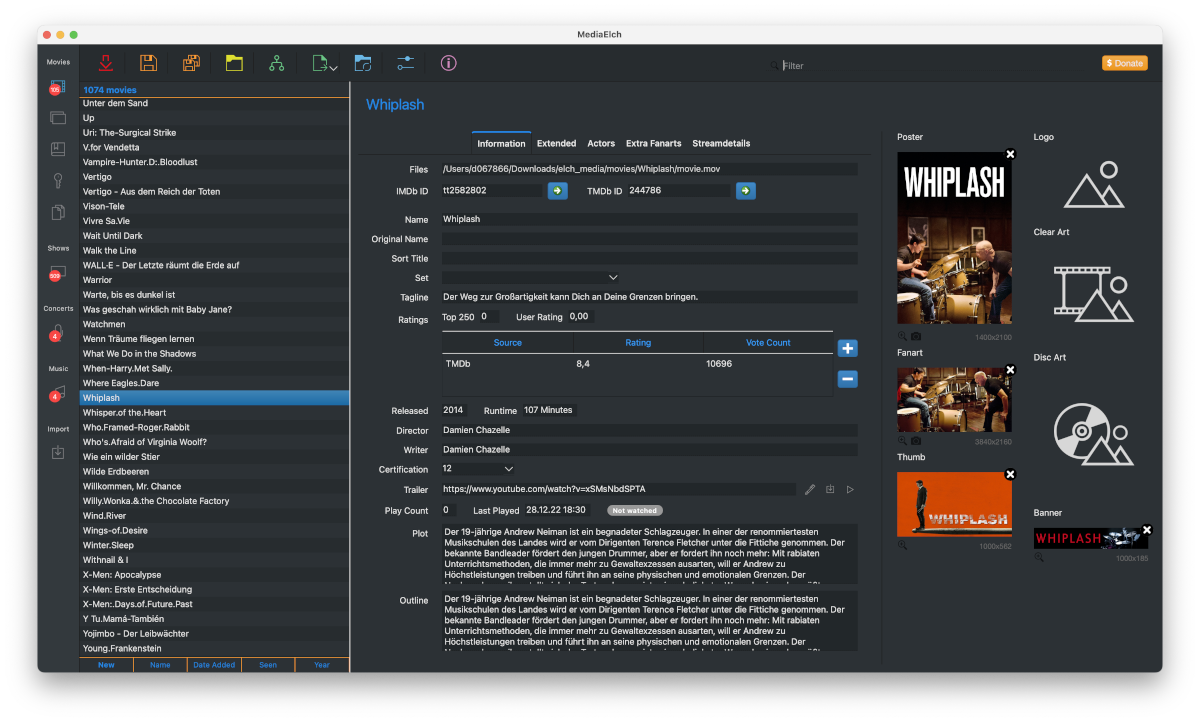 MediaElch
Movies
105
Shows
509
Concerts
4
Music
4
Import
Filter
$ Donate
1074 movies
Unter dem Sand
Up
Uri: The-Surgical Strike
V.for Vendetta
Vampire-Hunter.D:.Bloodlust
Vertigo
Vertigo - Aus dem Reich der Toten
Vison-Tele
Vivre Sa.Vie
Wait Until Dark
Walk the Line
WALL·E - Der Letzte räumt die Erde auf
Warrior
Warte, bis es dunkel ist
Was geschah wirklich mit Baby Jane?
Watchmen
Wenn Träume fliegen lernen
What We Do in the Shadows
When-Harry.Met Sally.
Where Eagles.Dare
Whiplash
Whisper.of the.Heart
Who.Framed-Roger.Rabbit
Who's.Afraid of Virginia Woolf?
Wie ein wilder Stier
Wilde Erdbeeren
Willkommen, Mr. Chance
Willy.Wonka.&.the Chocolate Factory
Wind.River
Wings-of.Desire
Winter.Sleep
Withnail & I
X-Men: Apocalypse
X-Men: Erste Entscheidung
X-Men:.Days.of.Future.Past
Y Tu.Mamá-También
Yojimbo - Der Leibwächter
Young.Frankenstein
New Name Date Added Seen Year
Whiplash
Information Extended Actors Extra Fanarts Streamdetails
Files /Users/d067866/Downloads/elch_media/movies/Whiplash/movie.mov
IMDb ID tt2582802 TMDb ID 244786
Name Whiplash
Original Name
Sort Title
Set
Tagline Der Weg zur Großartigkeit kann Dich an Deine Grenzen bringen.
Ratings Top 250 0 User Rating 0,00
Source Rating Vote Count
TMDb 8,4 10696
Released 2014 Runtime 107 Minutes
Director Damien Chazelle
Writer Damien Chazelle
Certification 12
Trailer https://www.youtube.com/watch?v=xSMsNbdSPTA
Play Count 0 Last Played 28.12.22 18:30 Not watched
Plot Der 19-jährige Andrew Neiman ist ein begnadeter Schlagzeuger. In einer der renommiertesten
Musikschulen des Landes wird er vom Dirigenten Terence Fletcher unter die Fittiche genommen. Der
bekannte Bandleader fördert den jungen Drummer, aber er fordert ihn noch mehr: Mit rabiaten
Unterrichtsmethoden, die immer mehr zu Gewaltexzessen ausarten, will er Andrew zu
Höchstleistungen treiben und führt ihn an seine physischen und emotionalen Grenzen. Der
Outline Der 19-jährige Andrew Neiman ist ein begnadeter Schlagzeuger. In einer der renommiertesten
Musikschulen des Landes wird er vom Dirigenten Terence Fletcher unter die Fittiche genommen. Der
bekannte Bandleader fördert den jungen Drummer, aber er fordert ihn noch mehr: Mit rabiaten
Unterrichtsmethoden, die immer mehr zu Gewaltexzessen ausarten, will er Andrew zu
Höchstleistungen treiben und führt ihn an seine physischen und emotionalen Grenzen. Der
Poster
WHIPLASH
1400x2100
Fanart
3840x2160
Thumb
WHIPLASH
1000x562
Logo
Clear Art
Disc Art
Banner
WHIPLASH
1000x185